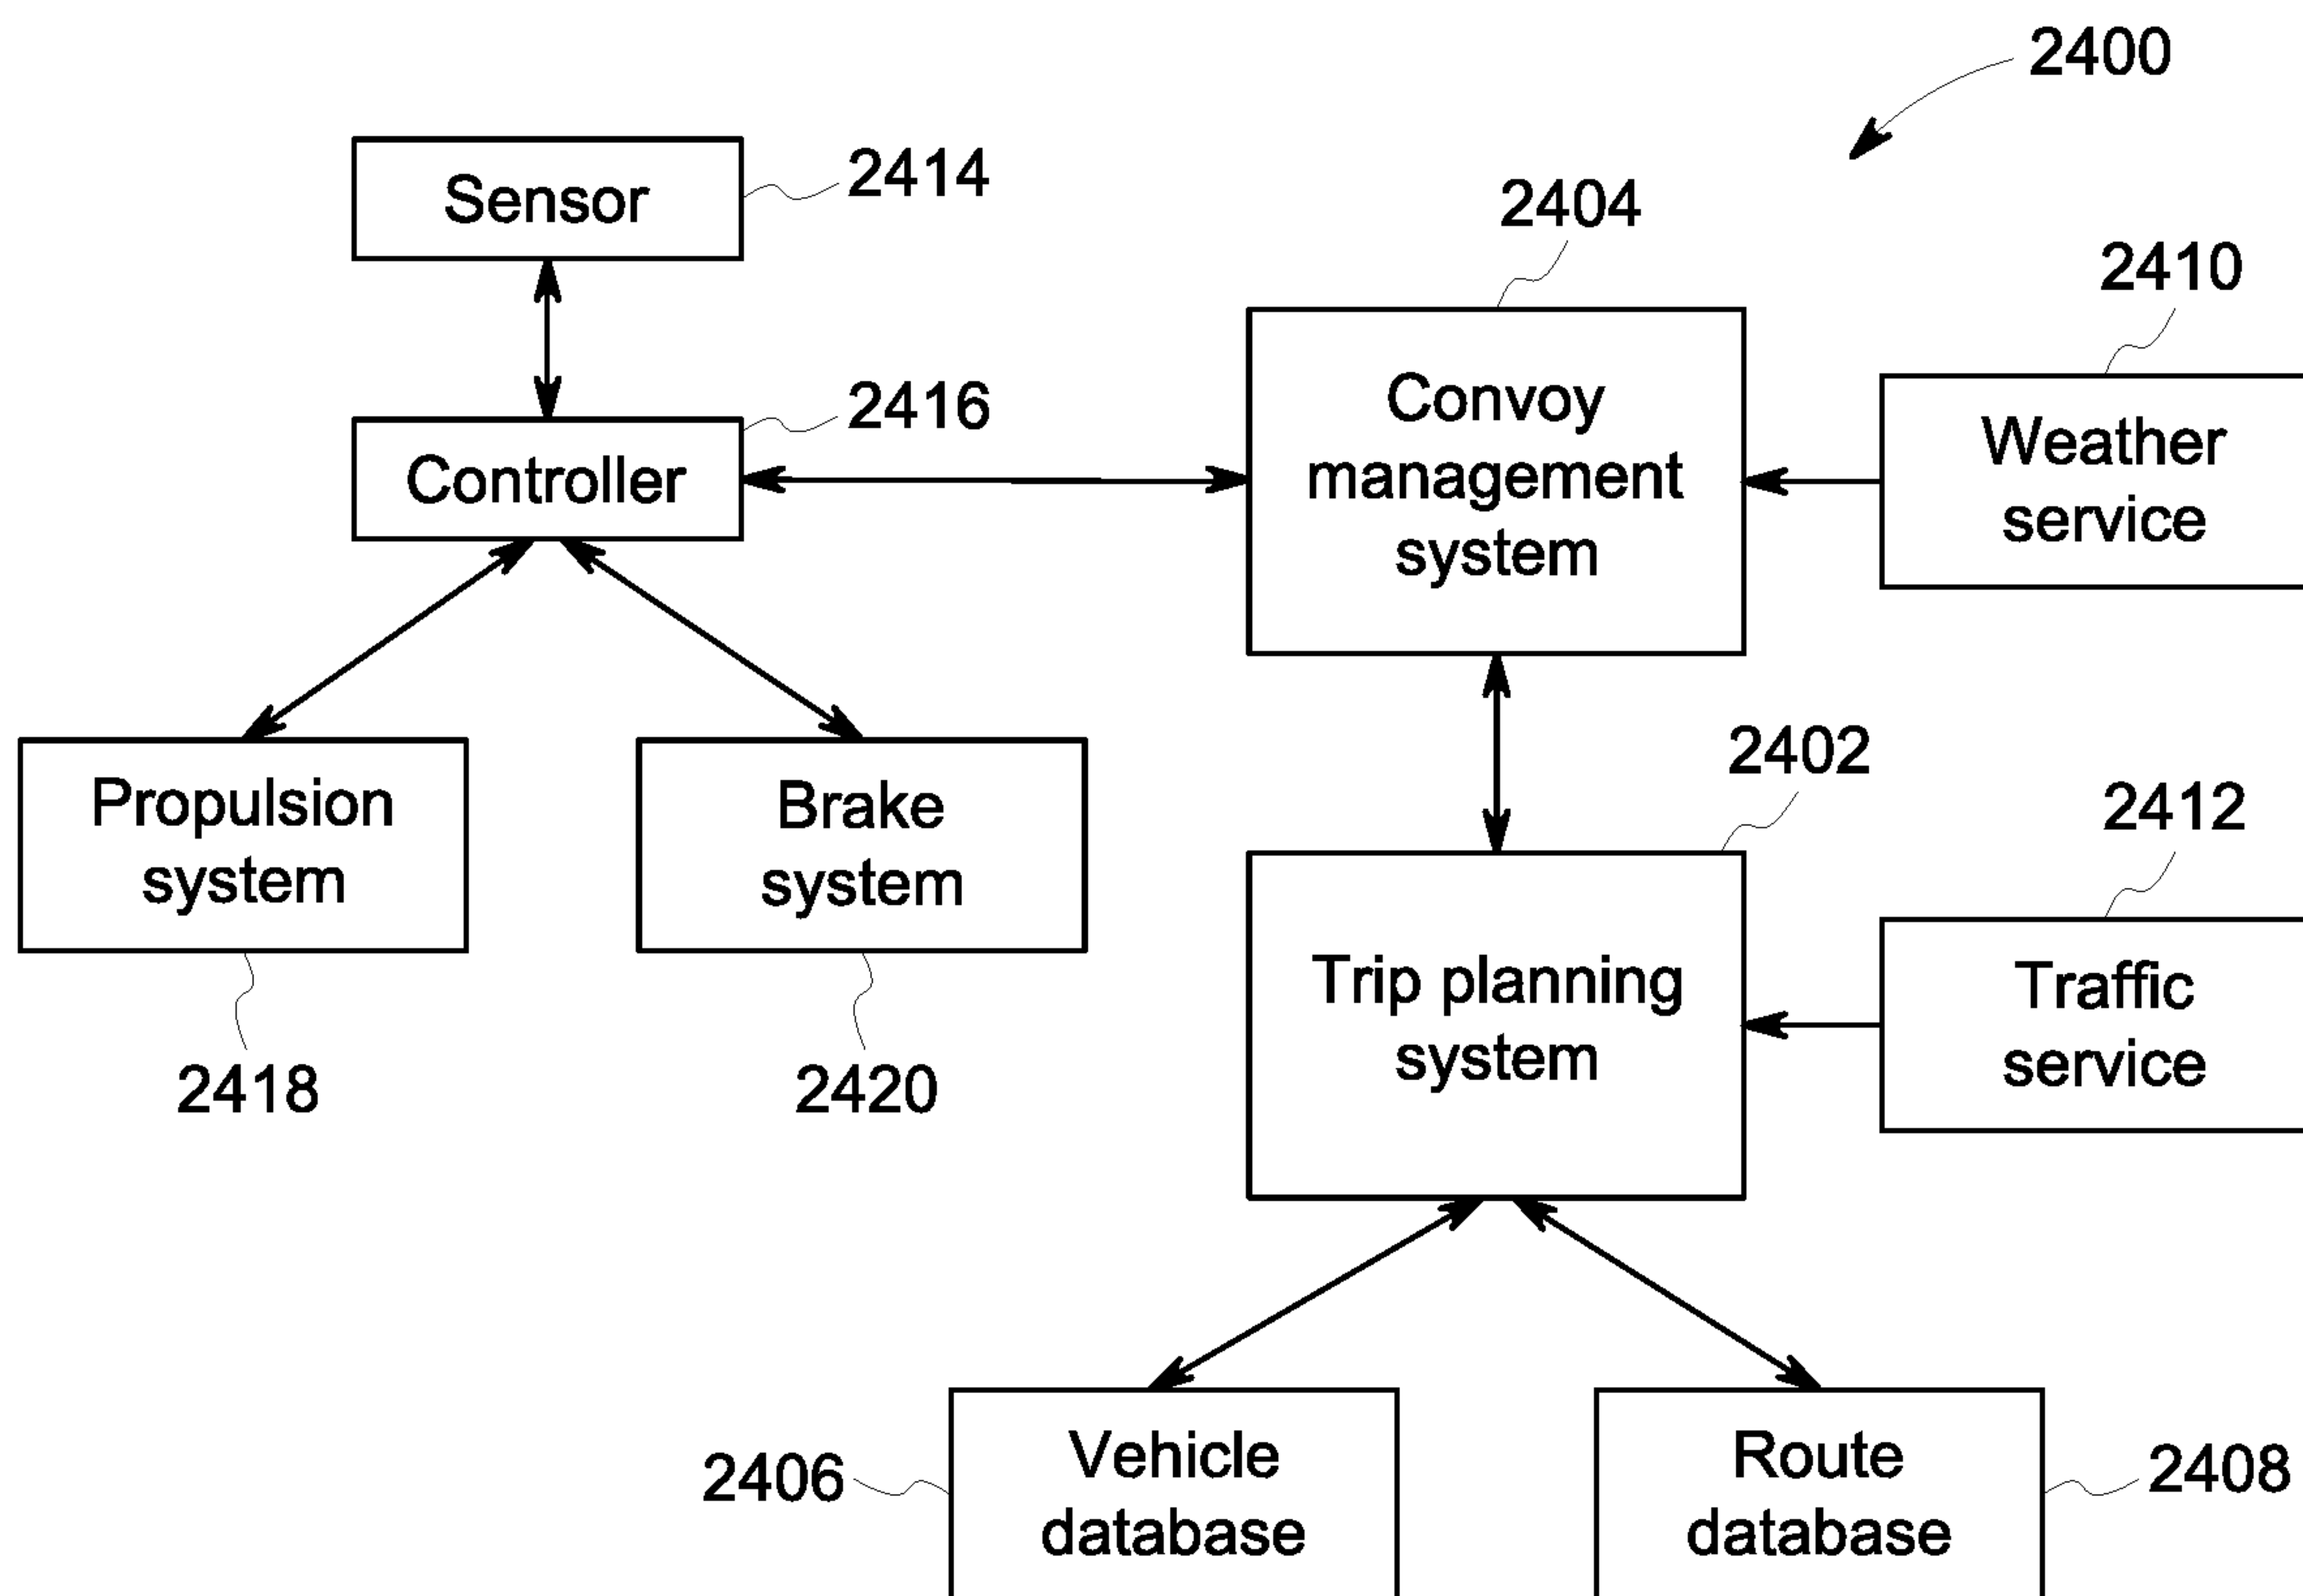 2400
Sensor
2414
2404
2410
Controller
2416
Convoy
management
system
Weather
service
Propulsion
system
2418
Brake
system
2420
2402
2412
Trip planning
system
Traffic
service
2406
Vehicle
database
Route
database
2408